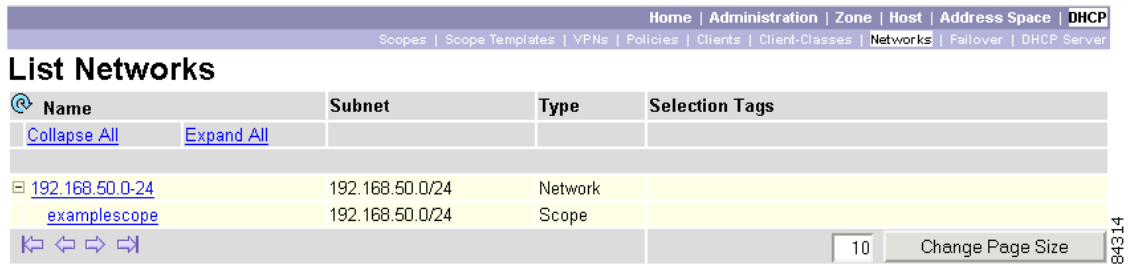 Home | Administration | Zone | Host | Address Space | DHCP
Scopes | Scope Templates | VPNs | Policies | Clients | Client-Classes | Networks | Failover | DHCP Server
List Networks
Name Subnet Type Selection Tags
Collapse All Expand All
192.168.50.0-24 192.168.50.0/24 Network
examplescope 192.168.50.0/24 Scope
10 Change Page Size
84314